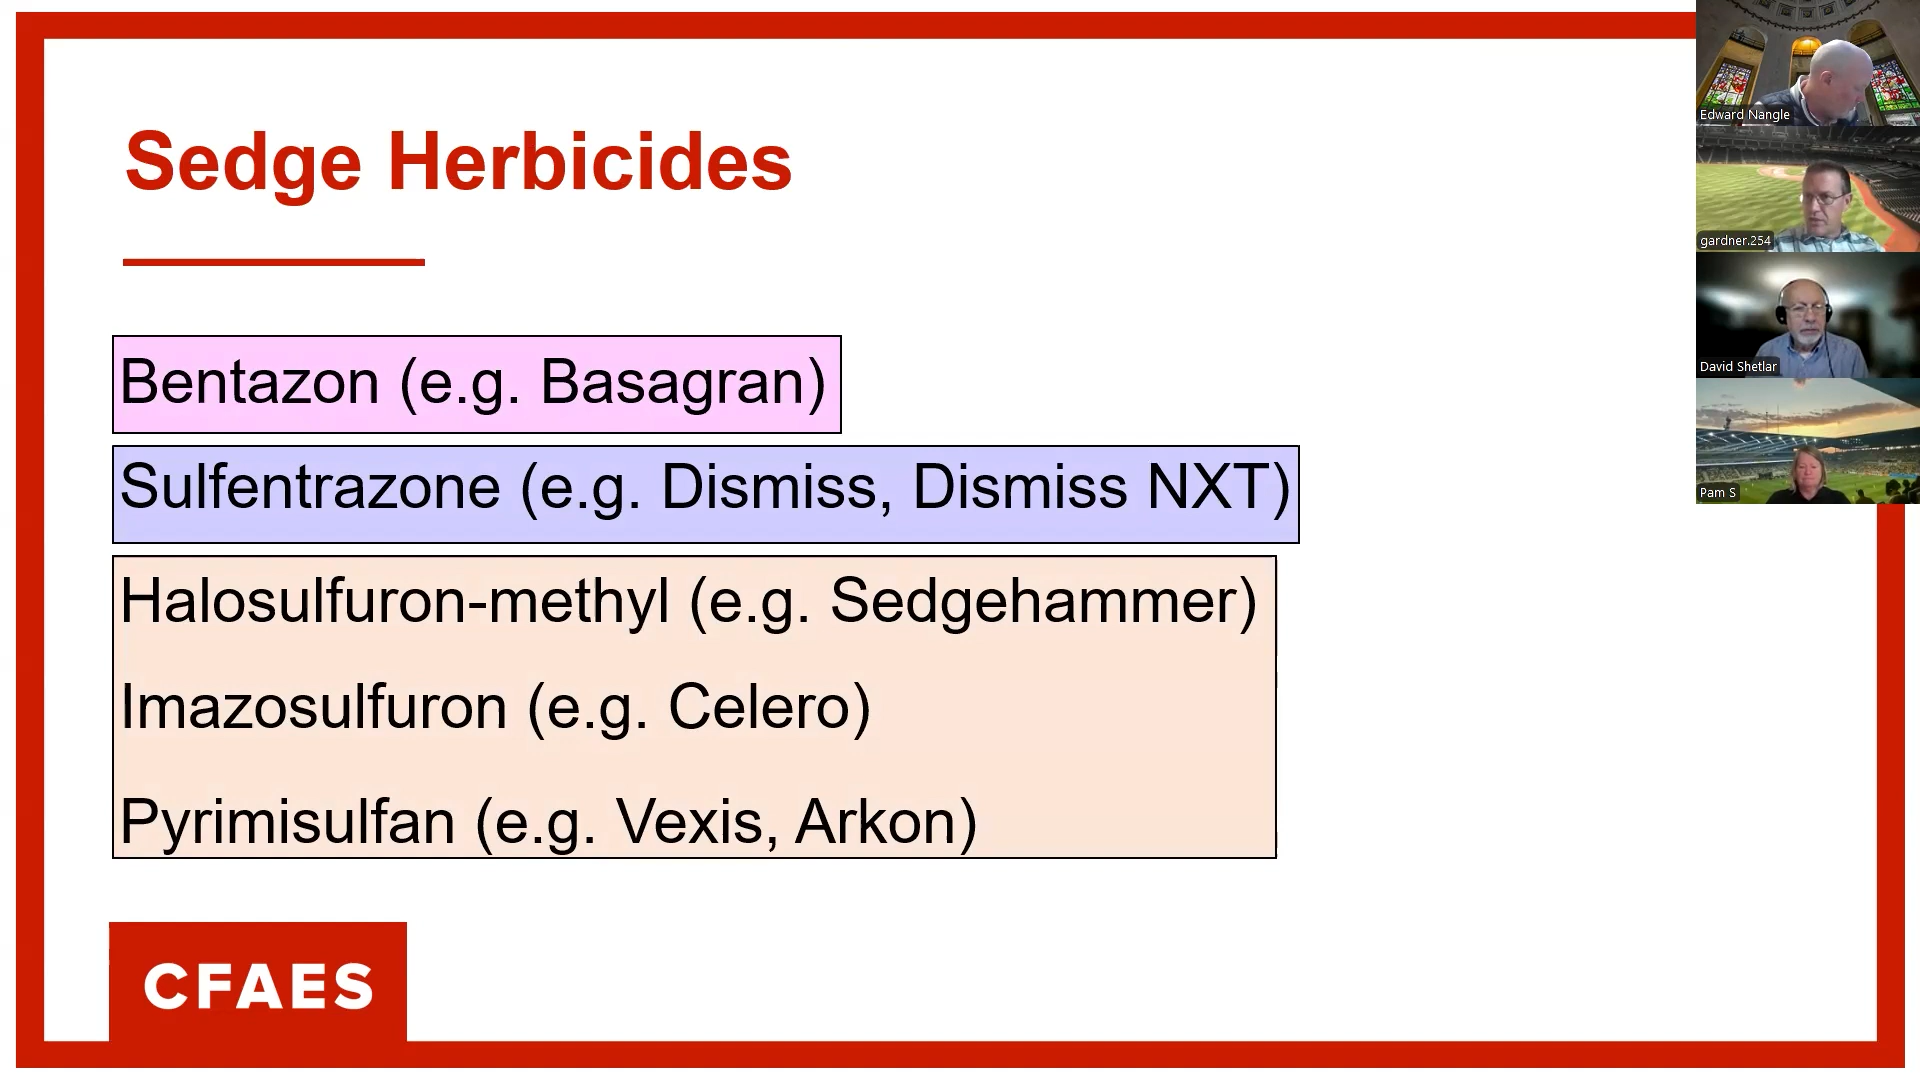 Sedge Herbicides
Bentazon (e.g. Basagran)
Sulfentrazone (e.g. Dismiss, Dismiss NXT)
Halosulfuron-methyl (e.g. Sedgehammer)
Imazosulfuron (e.g. Celero)
Pyrimisulfan (e.g. Vexis, Arkon)
CFAES
Edward Nangle
gardner.254
David Shetlar
Pam S